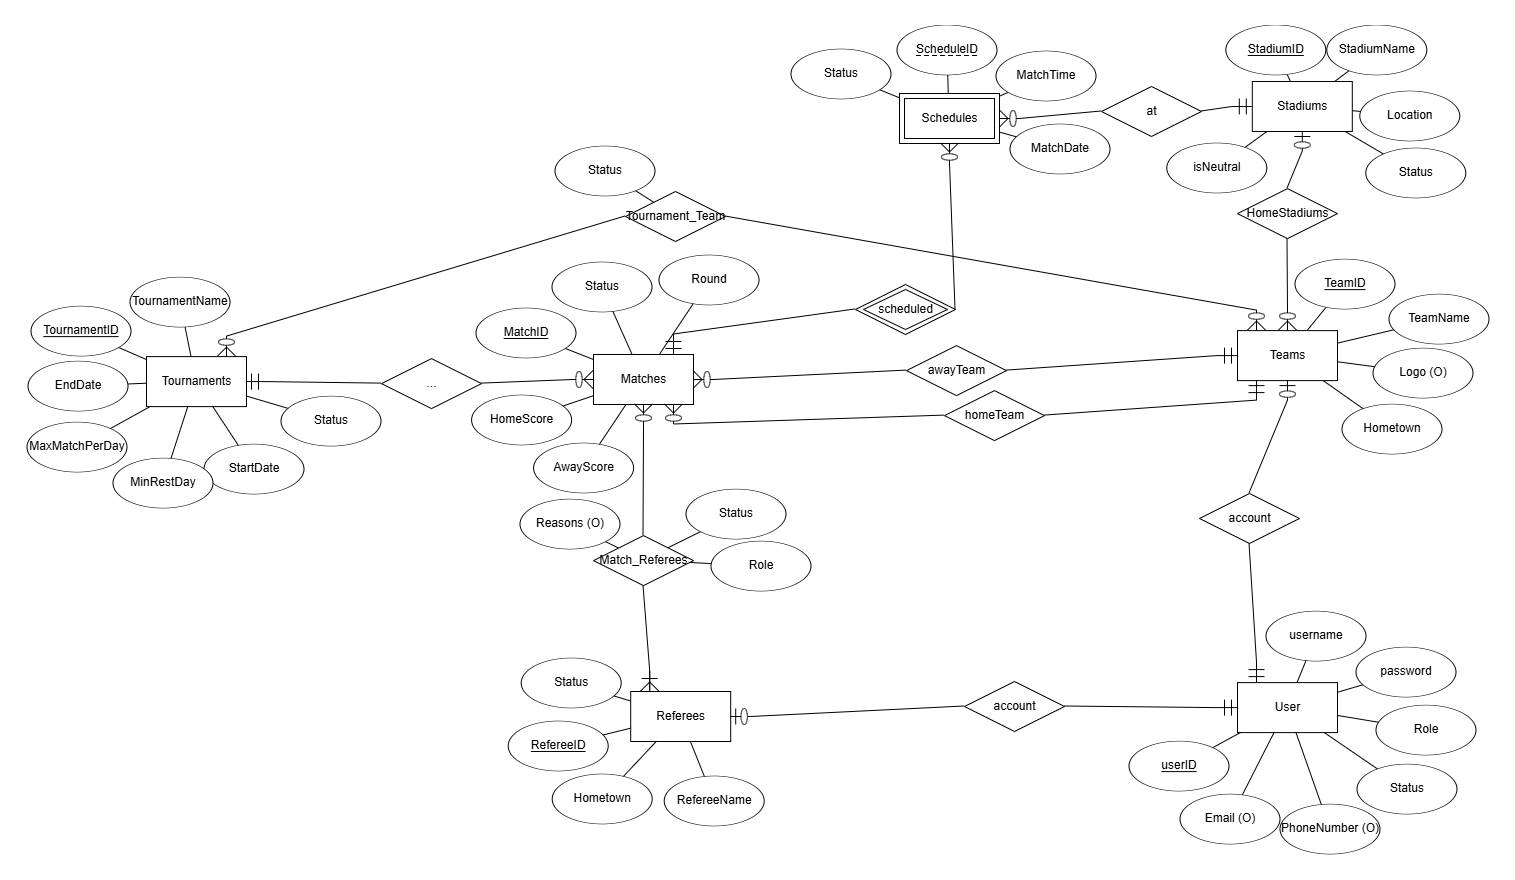 ScheduleID
StadiumID
StadiumName
Status
MatchTime
Schedules
at
Stadiums
Location
MatchDate
isNeutral
Status
Status
Tournament_Team
HomeStadiums
TournamentName
Status
Round
TeamID
TournamentID
MatchID
scheduled
TeamName
Tournaments
...
Matches
awayTeam
Teams
Logo (O)
EndDate
HomeScore
homeTeam
Status
Hometown
MaxMatchPerDay
StartDate
AwayScore
MinRestDay
Reasons (O)
Status
account
Match_Referees
Role
username
Status
password
Referees
account
User
Role
RefereeID
userID
Hometown
RefereeName
Status
Email (O)
PhoneNumber (O)